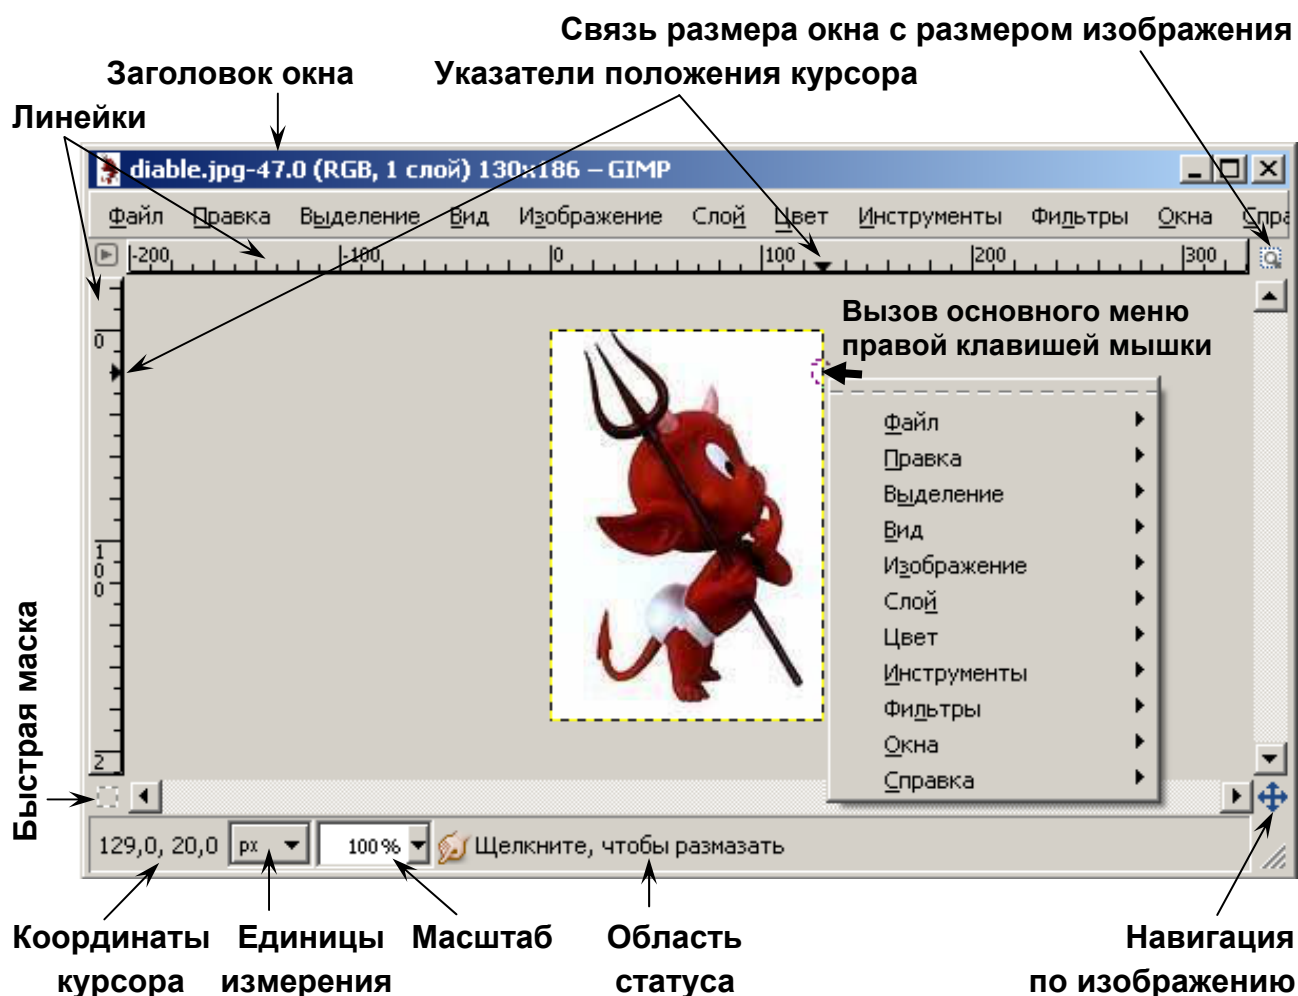 Связь размера окна с размером изображения
Заголовок окна
Указатели положения курсора
Линейки
diable.jpg-47.0 (RGB, 1 слой) 130x186 – GIMP
Файл Правка Выделение Вид Изображение Слой Цвет Инструменты Фильтры Окна Спра
-200 -100 0 100 200 300
Вызов основного меню
правой клавишей мышки
0
100
2
Файл
Правка
Выделение
Вид
Изображение
Слой
Цвет
Инструменты
Фильтры
Окна
Справка
Быстрая маска
129,0, 20,0 px 100% Щелкните, чтобы размазать
Координаты
курсора
Единицы
измерения
Масштаб
Область
статуса
Навигация
по изображению